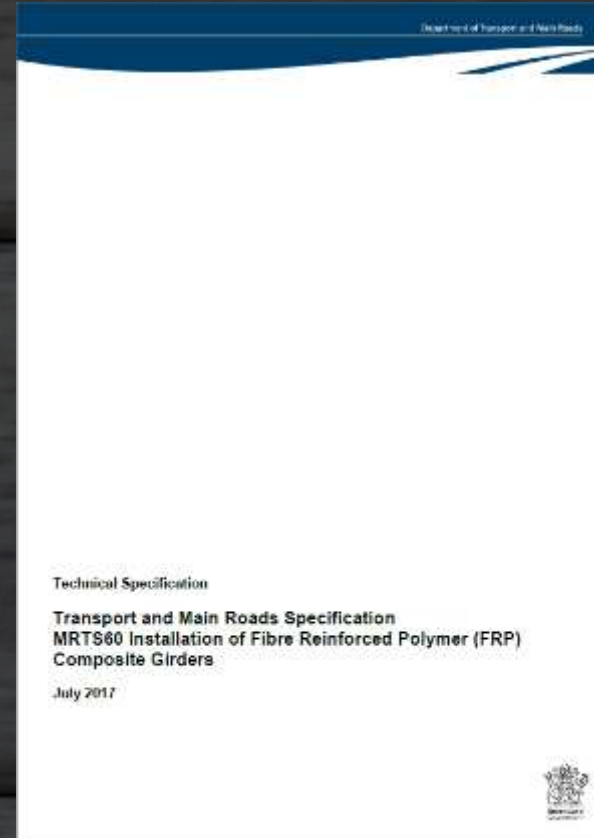 Department of Transport and Main Roads
Technical Specification
Transport and Main Roads Specification
MRTS60 Installation of Fibre Reinforced Polymer (FRP)
Composite Girders
July 2017